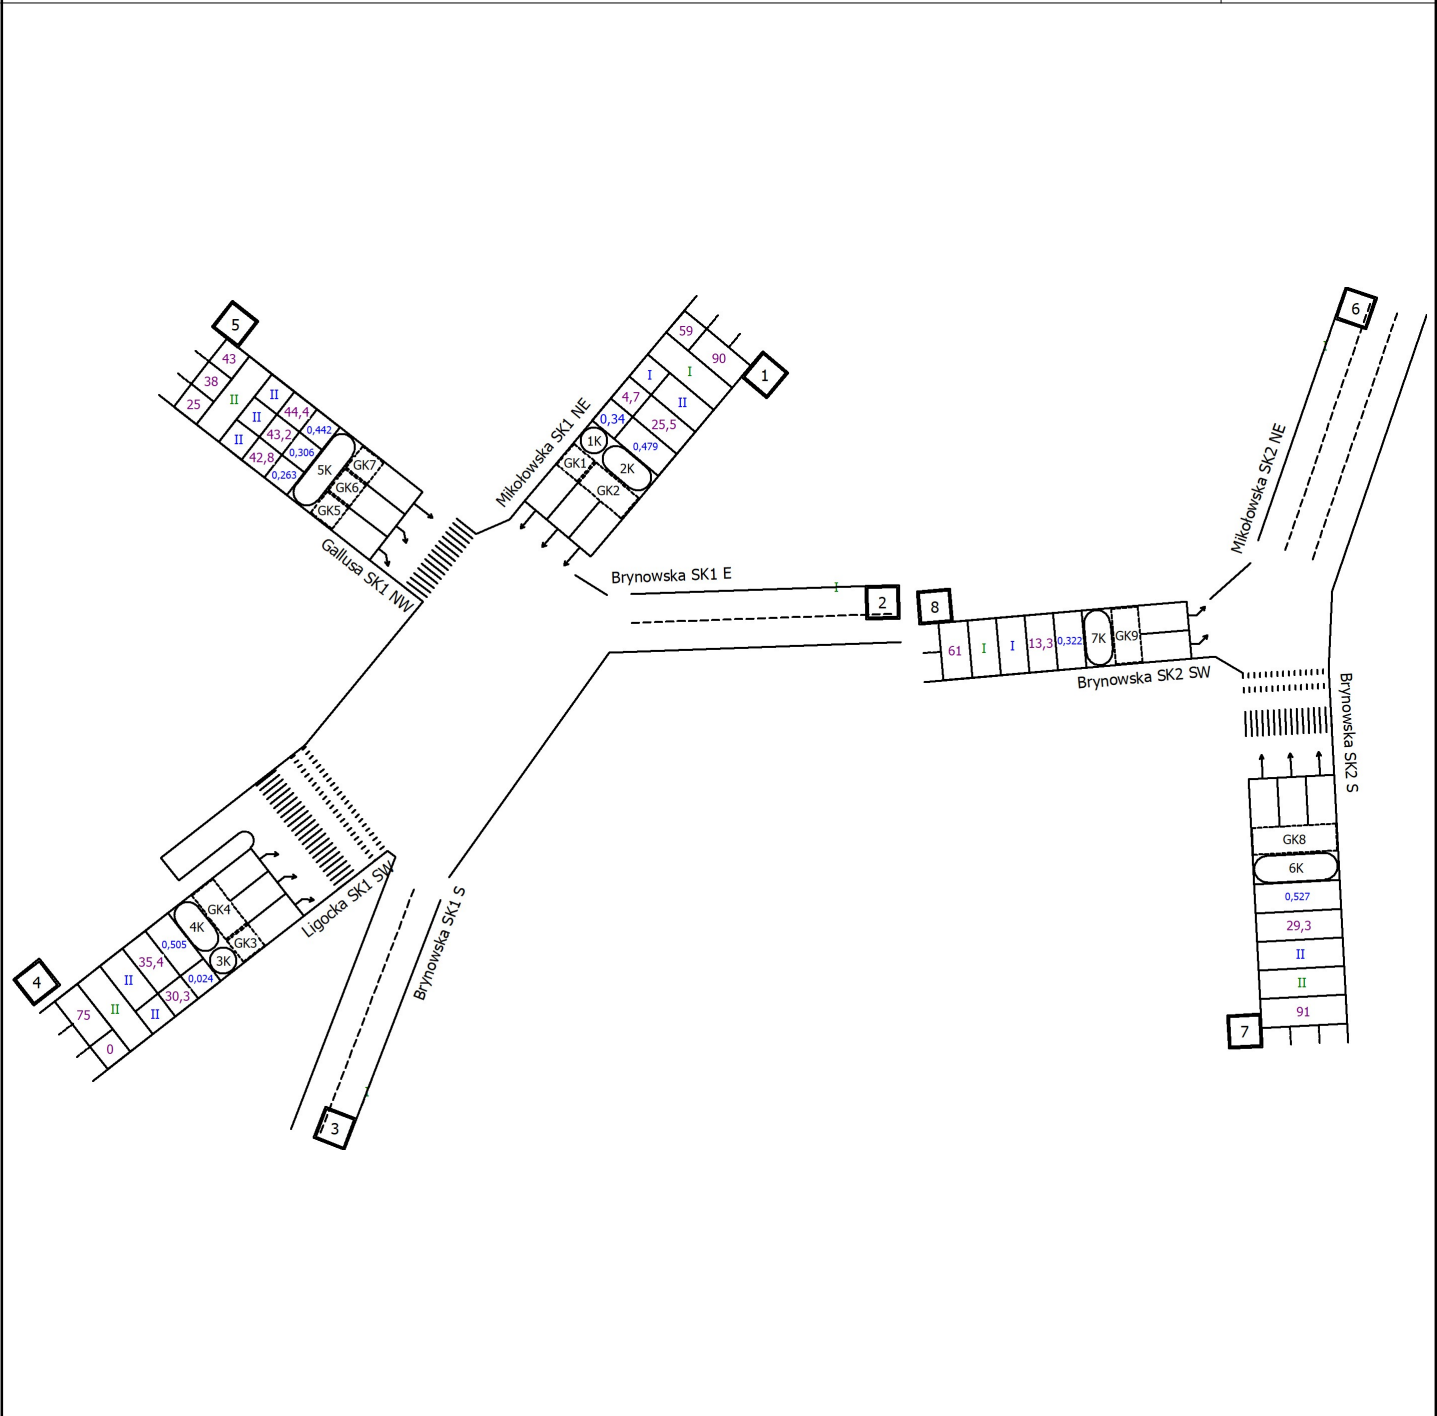 5
43
38
25
II
II
II
II
44,4
43,2
42,8
0,442
0,306
0,263
5K
GK7
GK6
GK5
Gallusa SK1 NW
59
90
1
I
I
II
4,7
25,5
0,34
0,479
1K
2K
GK1
GK2
Mikołowska SK1 NE
Brynowska SK1 E
I
2
8
61
I
I
13,3
0,322
7K
GK9
Brynowska SK2 SW
6
I
Mikołowska SK2 NE
Brynowska SK2 S
GK8
6K
0,527
29,3
II
II
91
7
4
75
0
II
II
II
35,4
30,3
0,505
0,024
4K
3K
GK4
GK3
Ligocka SK1 SW
Brynowska SK1 S
I
3